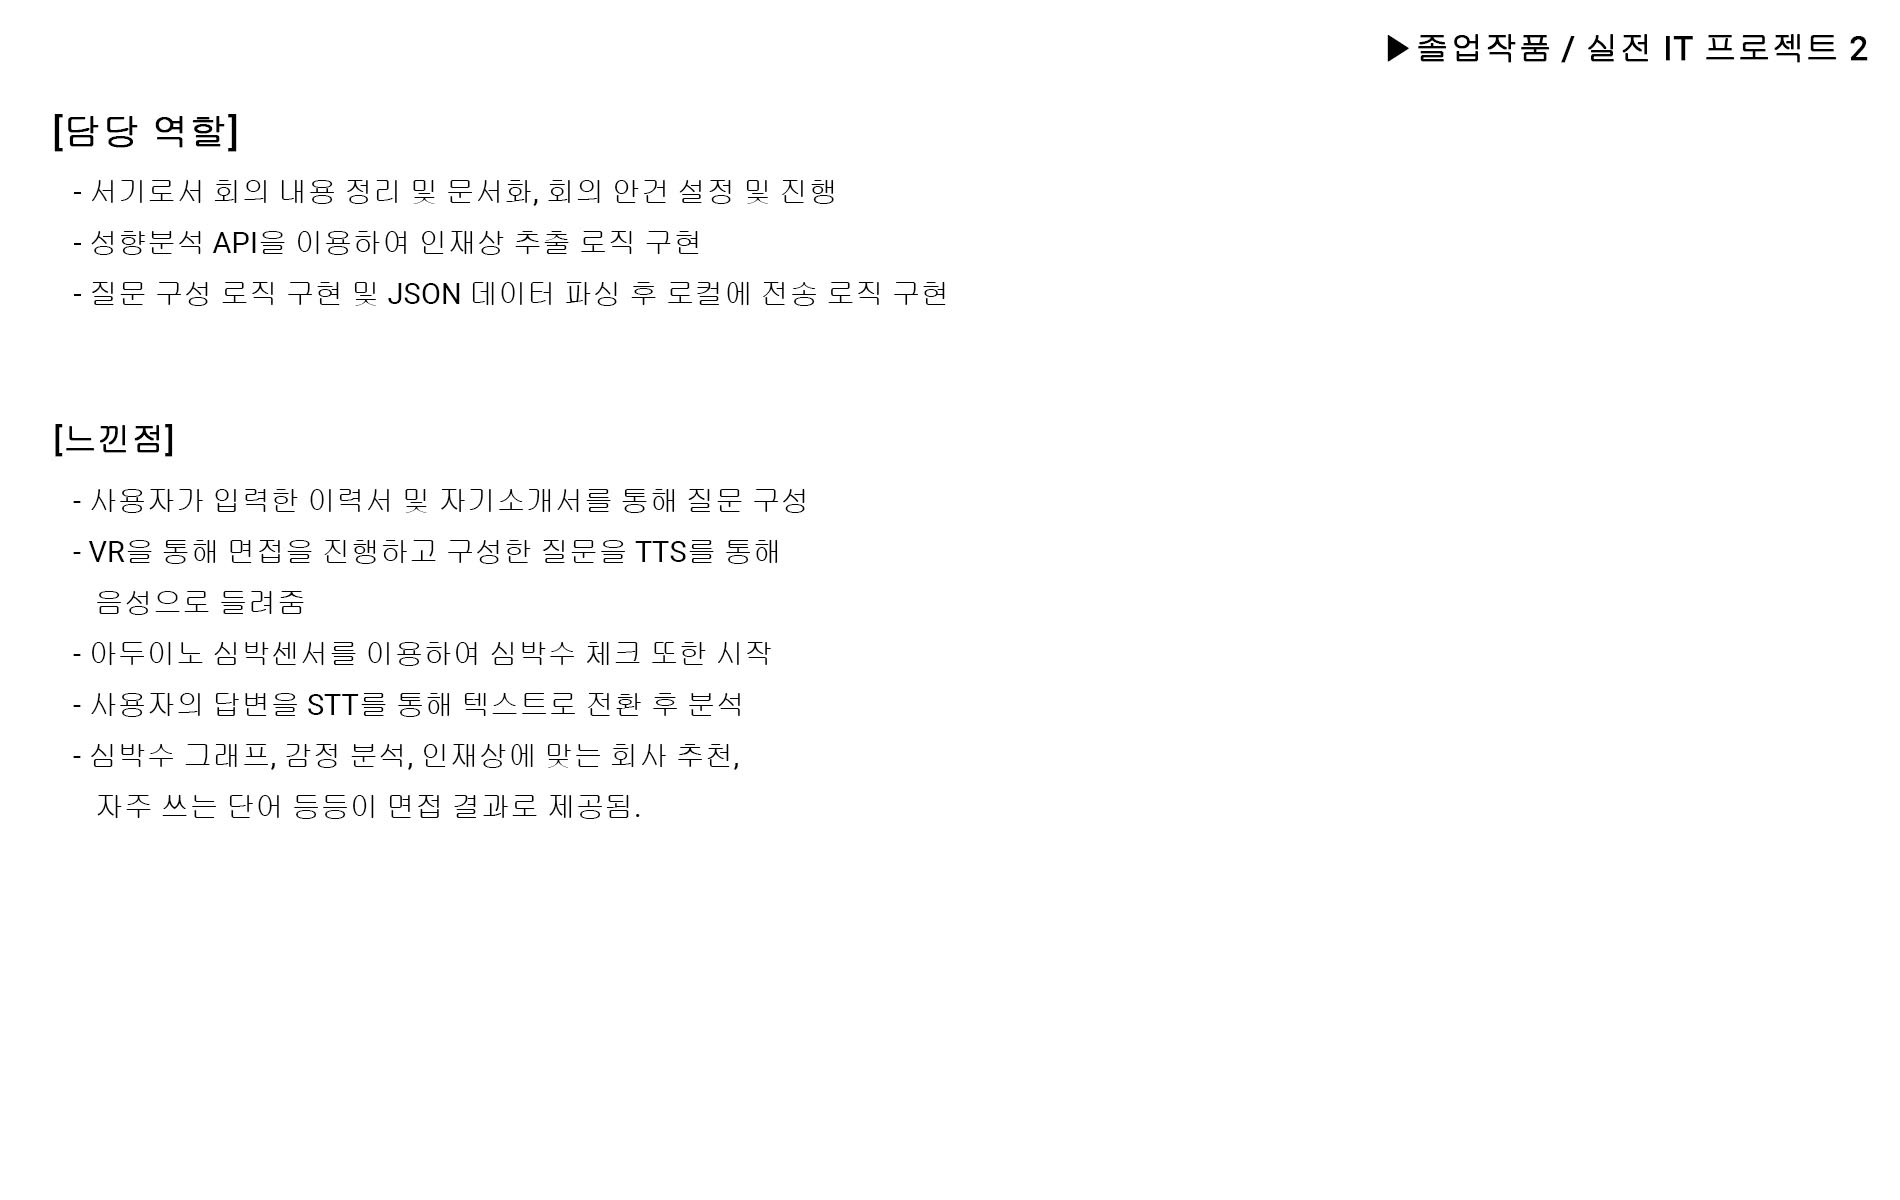 ▶졸업작품 / 실전 IT 프로젝트 2
[담당 역할]
- 서기로서 회의 내용 정리 및 문서화, 회의 안건 설정 및 진행
- 성향분석 API을 이용하여 인재상 추출 로직 구현
- 질문 구성 로직 구현 및 JSON 데이터 파싱 후 로컬에 전송 로직 구현
[느낀점]
- 사용자가 입력한 이력서 및 자기소개서를 통해 질문 구성
- VR을 통해 면접을 진행하고 구성한 질문을 TTS를 통해
음성으로 들려줌
- 아두이노 심박센서를 이용하여 심박수 체크 또한 시작
- 사용자의 답변을 STT를 통해 텍스트로 전환 후 분석
- 심박수 그래프, 감정 분석, 인재상에 맞는 회사 추천,
자주 쓰는 단어 등등이 면접 결과로 제공됨.